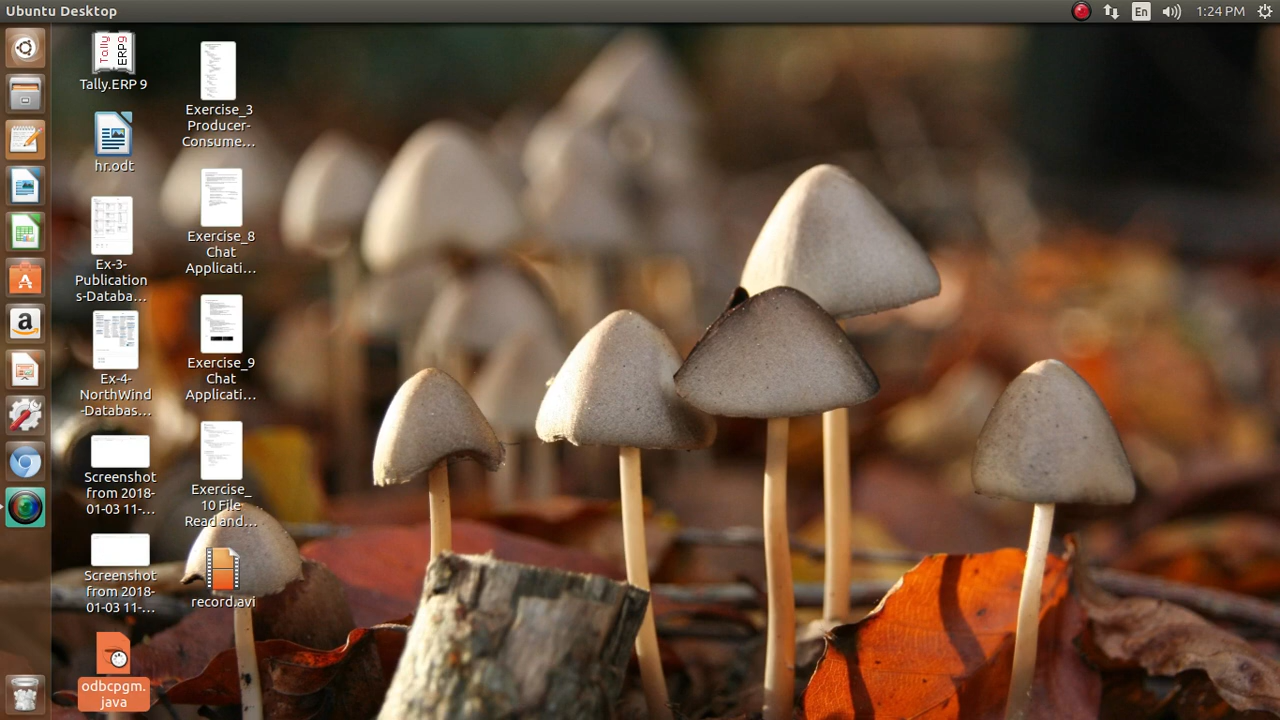 Ubuntu Desktop
En
1:24 PM
Tally
ERP9
Tally.ERP 9
hr.odt
Ex-3-
Publication
s-Databa...
Ex-4-
NorthWind
-Databas...
Screenshot
from 2018-
01-03 11-...
Screenshot
from 2018-
01-03 11-...
odbcpgm.
java
Exercise_3
Producer-
Consume...
Exercise_8
Chat
Applicati...
Exercise_9
Chat
Applicati...
Exercise_
10 File
Read and...
record.avi
a